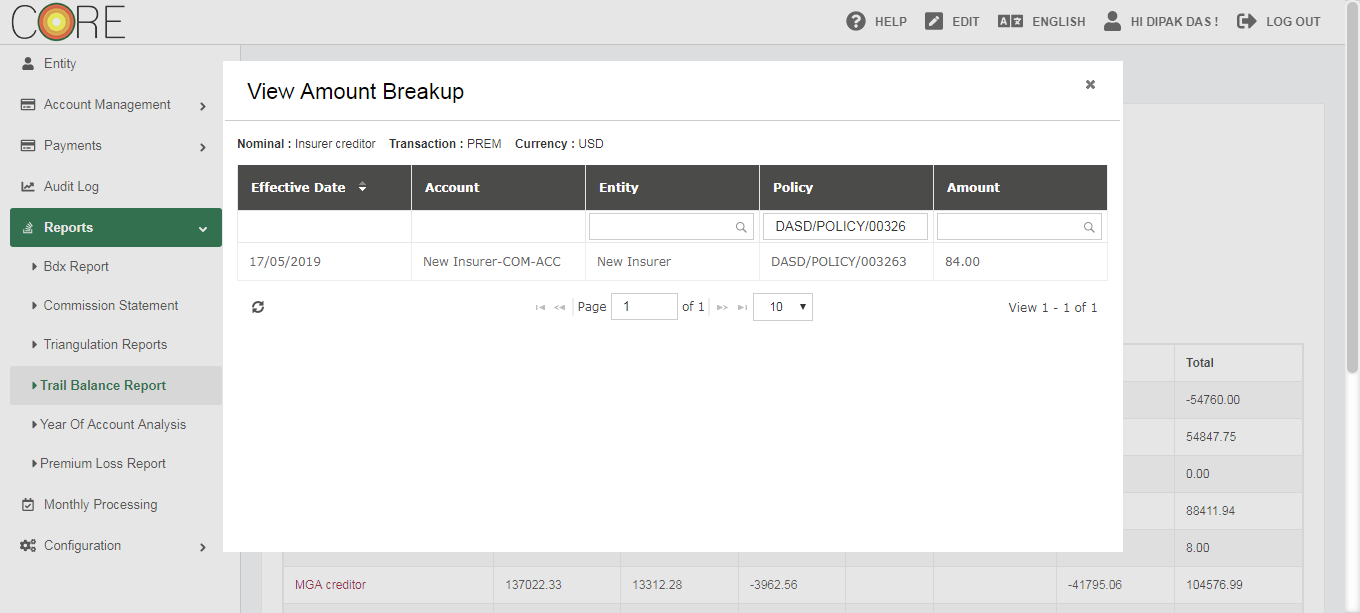 CORE
HELP EDIT ENGLISH HI DIPAK DAS ! LOG OUT
Entity
Account Management
Payments
Audit Log
Reports
Bdx Report
Commission Statement
Triangulation Reports
Trail Balance Report
Year Of Account Analysis
Premium Loss Report
Monthly Processing
Configuration
View Amount Breakup
Nominal : Insurer creditor Transaction : PREM Currency : USD
Effective Date Account Entity Policy Amount
DASD/POLICY/00326
17/05/2019 New Insurer-COM-ACC New Insurer DASD/POLICY/003263 84.00
Page 1 of 1 10 View 1 - 1 of 1
Total
-54760.00
54847.75
0.00
88411.94
8.00
MGA creditor 137022.33 13312.28 -3962.56 -41795.06 104576.99